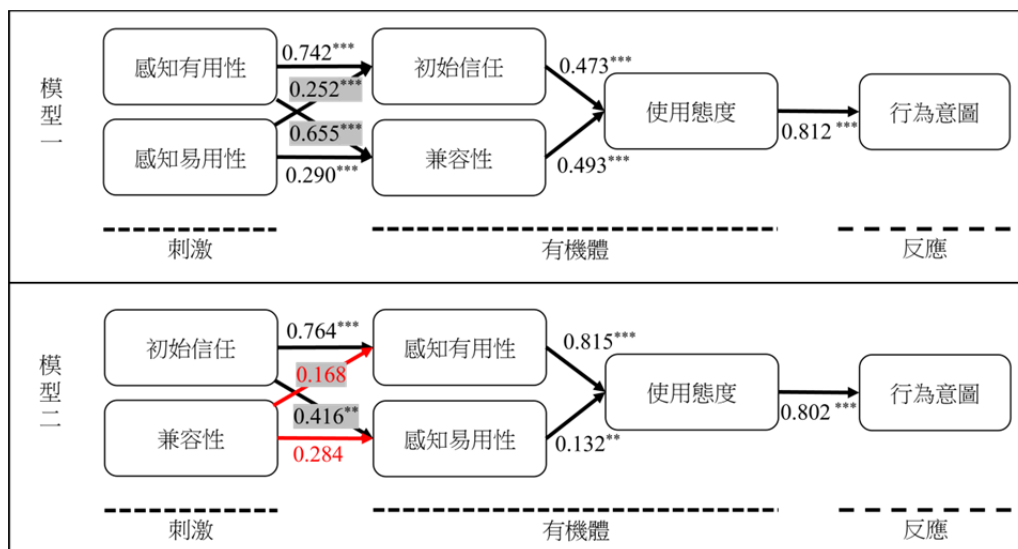 模型一
感知有用性
0.742***
初始信任
0.473***
0.252***
使用態度
0.812 ***
行為意圖
0.655***
感知易用性
0.290***
兼容性
0.493***
刺激
有機體
反應
模型二
初始信任
0.764***
感知有用性
0.815***
0.168
使用態度
0.802 ***
行為意圖
0.416**
兼容性
0.284
感知易用性
0.132**
刺激
有機體
反應